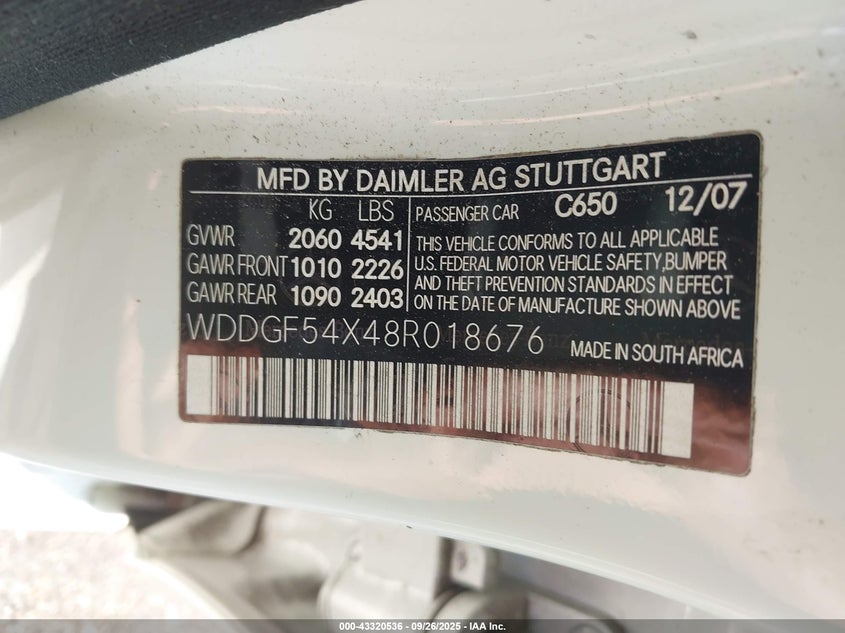 MFD BY DAIMLER AG STUTTGART
KG LBS
GVWR 2060 4541
GAWR FRONT 1010 2226
GAWR REAR 1090 2403
PASSENGER CAR C650 12/07
THIS VEHICLE CONFORMS TO ALL APPLICABLE
U.S. FEDERAL MOTOR VEHICLE SAFETY,BUMPER
AND THEFT PREVENTION STANDARDS IN EFFECT
ON THE DATE OF MANUFACTURE SHOWN ABOVE
WDDGF54X48R018676 MADE IN SOUTH AFRICA
000-43320536 - 09/26/2025 - IAA Inc.